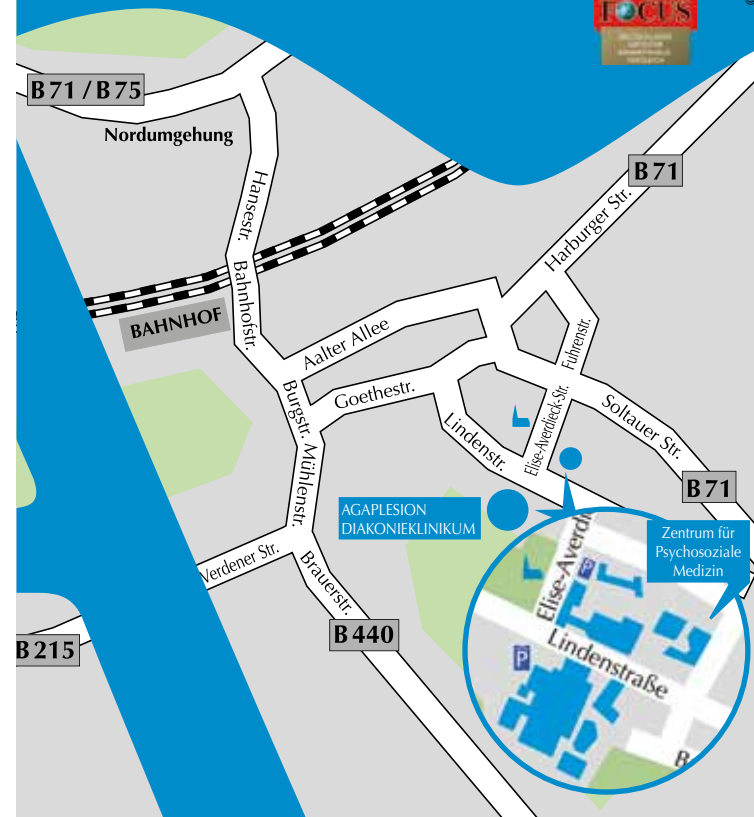 FOCUS
B 71 / B 75
Nordumgehung
B 71
Harburger Str.
Hansestr.
Bahnhofstr.
BAHNHOF
Aalter Allee
Fuhrenstr.
Burgstr.
Goethestr.
Elise-Averdieck-Str.
Soltauer Str.
Lindenstr.
Mühlenstr.
B 71
AGAPLESION
DIAKONIEKLINIKUM
Zentrum für
Psychosoziale
Medizin
Verdener Str.
Brauerstr.
Elise-Averdi
B 440
B 215
Lindenstraße
P
P
B